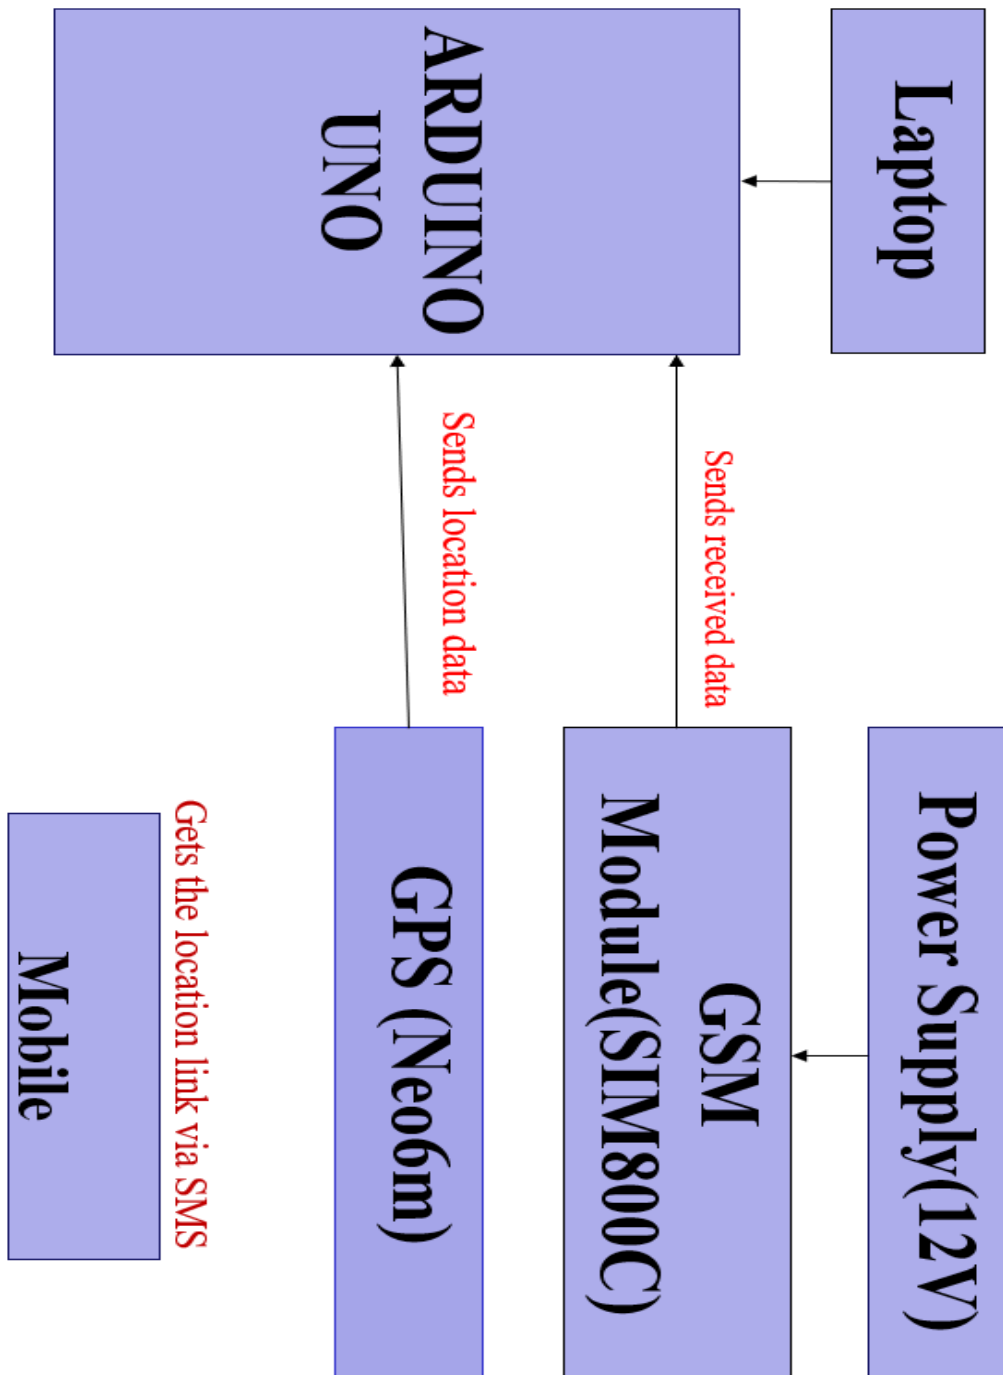 Laptop
ARDUINO
UNO
Power Supply(12V)
Sends received data
GSM
Module(SIM800C)
Sends location data
GPS (Neo6m)
Gets the location link via SMS
Mobile